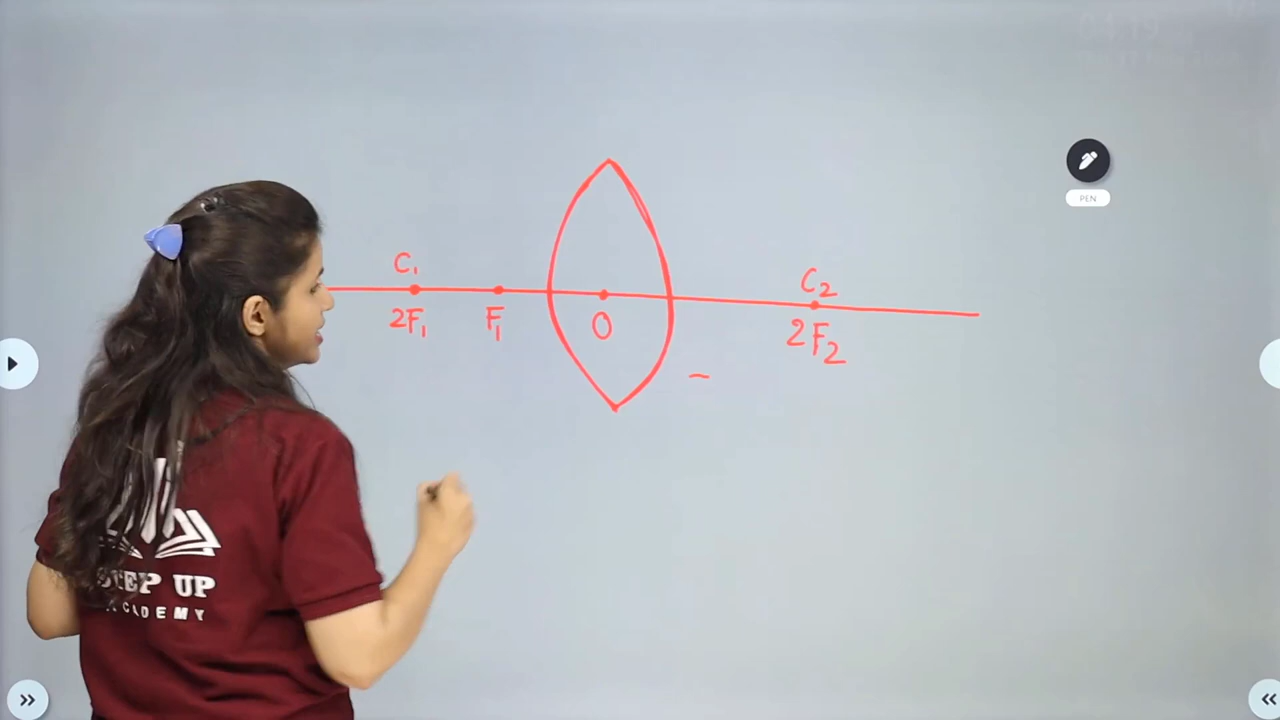 C₁
C₂
2F₁
F₁
O
2F₂
PEN
STEP UP
ACADEMY